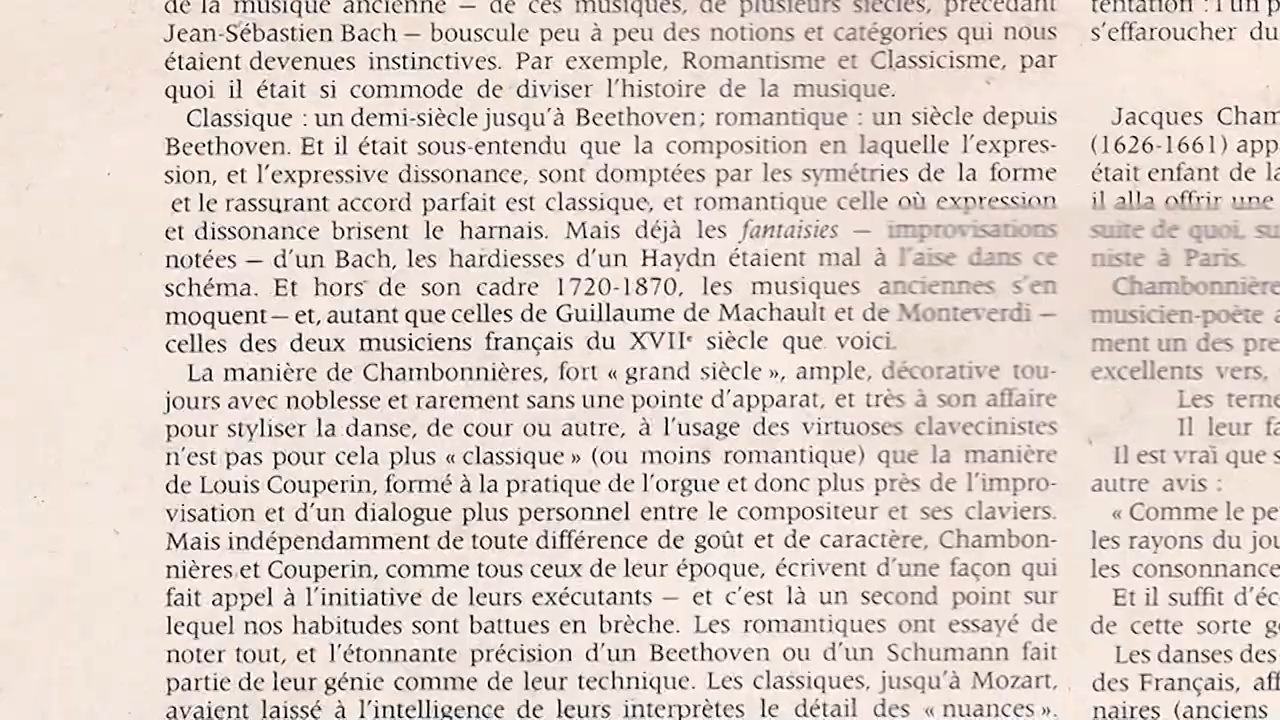 de la musique ancienne — de ces musiques, de plusieurs siècles, précédant
Jean-Sébastien Bach — bouscule peu à peu des notions et catégories qui nous
étaient devenues instinctives. Par exemple, Romantisme et Classicisme, par
quoi il était si commode de diviser l'histoire de la musique.
Classique : un demi-siècle jusqu'à Beethoven; romantique : un siècle depuis
Beethoven. Et il était sous-entendu que la composition en laquelle l'expres-
sion, et l'expressive dissonance, sont domptées par les symétries de la forme
et le rassurant accord parfait est classique, et romantique celle où expression
et dissonance brisent le harnais. Mais déjà les fantaisies — improvisations
notées — d'un Bach, les hardiesses d'un Haydn étaient mal à l'aise dans ce
schéma. Et hors de son cadre 1720-1870, les musiques anciennes s'en
moquent — et, autant que celles de Guillaume de Machault et de Monteverdi —
celles des deux musiciens français du XVIIe siècle que voici.
La manière de Chambonnières, fort « grand siècle », ample, décorative tou-
jours avec noblesse et rarement sans une pointe d'apparat, et très à son affaire
pour styliser la danse, de cour ou autre, à l'usage des virtuoses clavecinistes
n'est pas pour cela plus « classique » (ou moins romantique) que la manière
de Louis Couperin, formé à la pratique de l'orgue et donc plus près de l'impro-
visation et d'un dialogue plus personnel entre le compositeur et ses claviers.
Mais indépendamment de toute différence de goût et de caractère, Chambon-
nières et Couperin, comme tous ceux de leur époque, écrivent d'une façon qui
fait appel à l'initiative de leurs exécutants — et c'est là un second point sur
lequel nos habitudes sont battues en brèche. Les romantiques ont essayé de
noter tout, et l'étonnante précision d'un Beethoven ou d'un Schumann fait
partie de leur génie comme de leur technique. Les classiques, jusqu'à Mozart,
avaient laissé à l'intelligence de leurs interprètes le détail des « nuances ».
tentation : l'un
s'effaroucher du
Jacques
(1626-1661)
était enfant de
il alla offrir une
suite de quoi,
niste à Paris.
musicien-poète
ment un des
excellents vers,
Les
Il leur
Il est vrai que
autre avis :
« Comme le
les rayons du
les
Et il suffit
de cette sorte
Les danses des
des Français,
naires (anciens